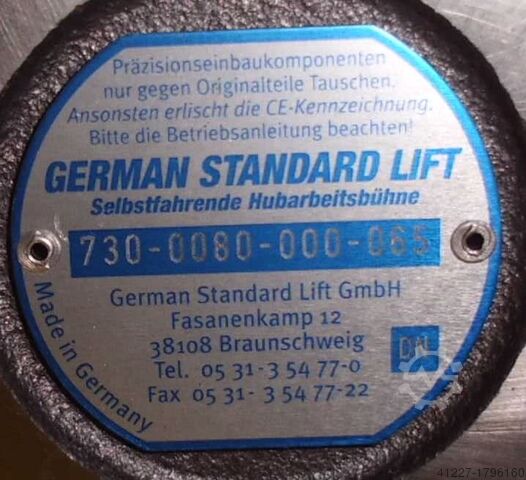 Präzisionseinbaukomponenten
nur gegen Originalteile Tauschen.
Ansonsten erlischt die CE-Kennzeichnung.
Bitte die Betriebsanleitung beachten!
GERMAN STANDARD LIFT
Selbstfahrende Hubarbeitsbühne
730-0080-000-065
German Standard Lift GmbH
Fasanenkamp 12
38108 Braunschweig
Tel. 05 31-3 54 77-0
Fax 05 31-3 54 77-22
Made in Germany
41227-1796160